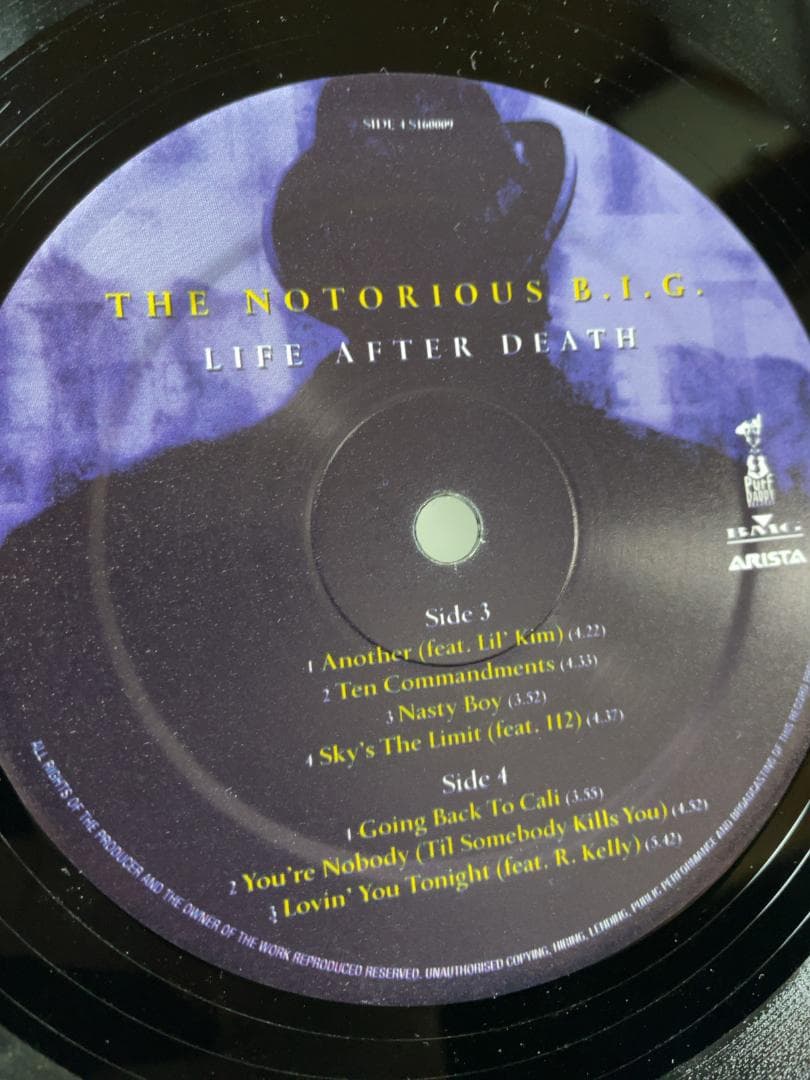 SIDE 4 S160009
THE NOTORIOUS B.I.G.
LIFE AFTER DEATH
PUFF
DADDY
BMG
ARISTA
Side 3
1 Another (feat. Lil' Kim) (4.22)
2 Ten Commandments (4.33)
3 Nasty Boy (3.52)
4 Sky's The Limit (feat. 112) (4.37)
Side 4
1 Going Back To Cali (3.55)
2 You're Nobody (Til Somebody Kills You) (4.52)
3 Lovin' You Tonight (feat. R. Kelly) (5.42)
ALL RIGHTS OF THE PRODUCER AND THE OWNER OF THE WORK REPRODUCED RESERVED. UNAUTHORISED COPYING, HIRING, LENDING, PUBLIC PERFORMANCE AND BROADCASTING OF THIS RECORD